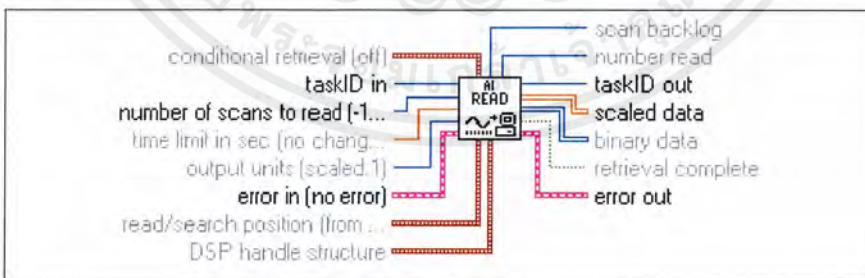 scan backlog
conditional retrieval (off)
number read
taskID in
taskID out
number of scans to read (-1...
scaled data
time limit in sec (no chang...
binary data
output units (scaled:1)
retrieval complete
error in (no error)
error out
read/search position (from ...
DSP handle structure
AI
READ